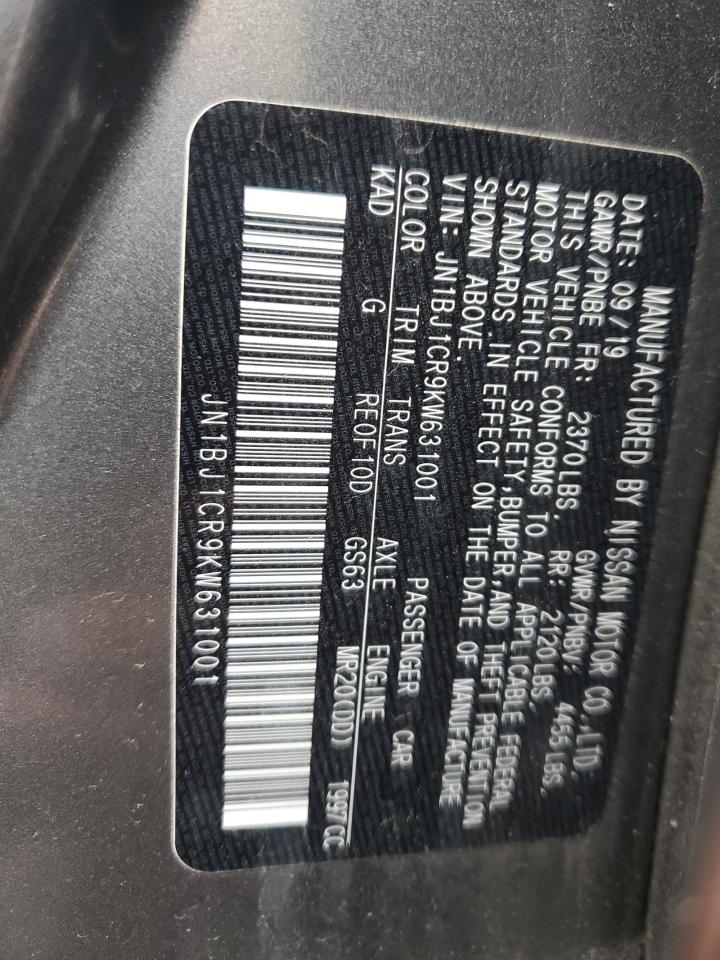 MANUFACTURED BY NISSAN MOTOR CO.,LTD.
DATE: 09/19 GVWR/PNBV: 4455 LBS.
GAWR/PNBE FR: 2370LBS. RR: 2120LBS.
THIS VEHICLE CONFORMS TO ALL APPLICABLE FEDERAL
MOTOR VEHICLE SAFETY,BUMPER,AND THEFT PREVENTION
STANDARDS IN EFFECT ON THE DATE OF MANUFACTURE
SHOWN ABOVE.
VIN: JN1BJ1CR9KW631001 PASSENGER CAR
COLOR TRIM TRANS AXLE ENGINE
KAD G RE0F10D GS63 MR20(DD) 1997CC
JN1BJ1CR9KW631001